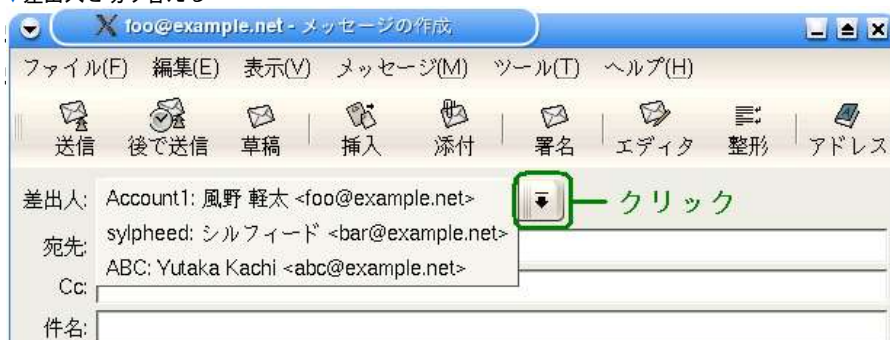 foo@example.net - メッセージの作成
ファイル(F) 編集(E) 表示(V) メッセージ(M) ツール(T) ヘルプ(H)
送信 後で送信 草稿 挿入 添付 署名 エディタ 整形 アドレス
差出人: Account1: 風野 軽太 <foo@example.net> クリック
sylpheed: シルフィード <bar@example.net>
宛先:
ABC: Yutaka Kachi <abc@example.net>
Cc:
件名: